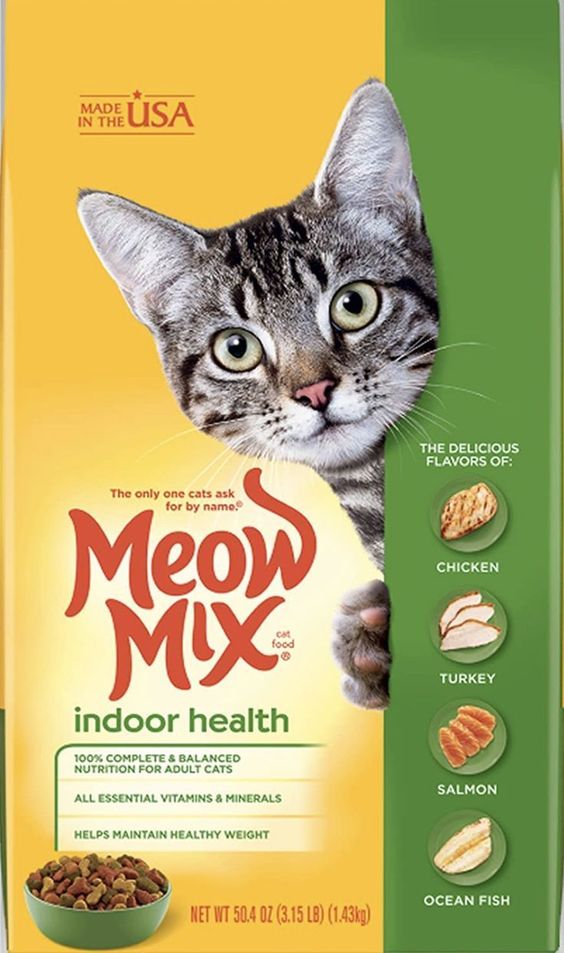 MADE
IN THE USA
The only one cats ask
for by name.®
Meow
Mix
cat
food
®
indoor health
100% COMPLETE & BALANCED
NUTRITION FOR ADULT CATS
ALL ESSENTIAL VITAMINS & MINERALS
HELPS MAINTAIN HEALTHY WEIGHT
NET WT 50.4 OZ (3.15 LB) (1.43kg)
THE DELICIOUS
FLAVORS OF:
CHICKEN
TURKEY
SALMON
OCEAN FISH